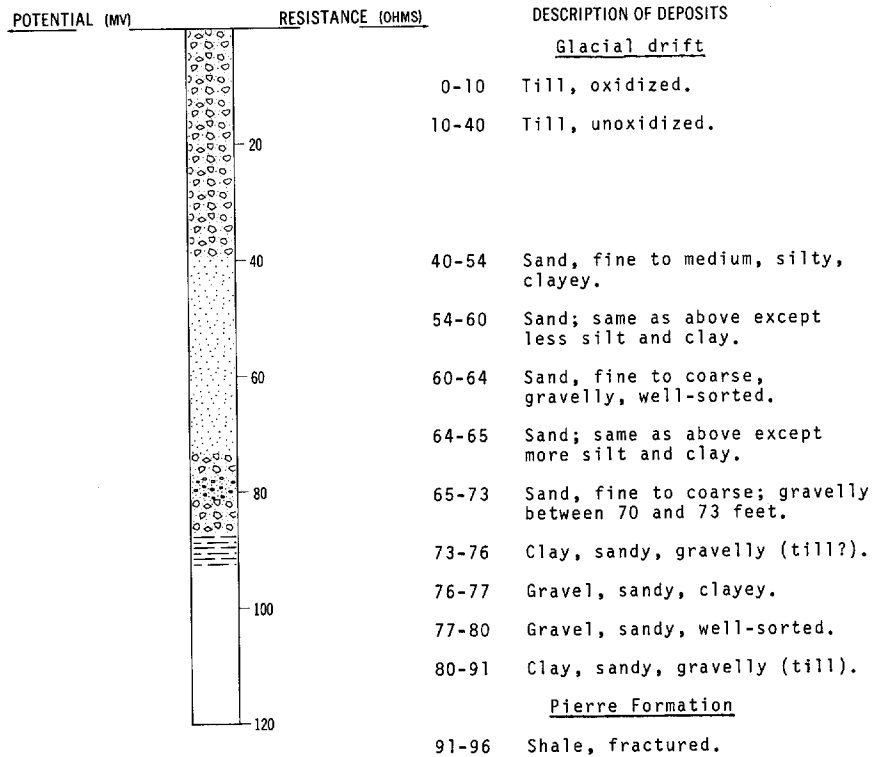 POTENTIAL (MV) RESISTANCE (OHMS) DESCRIPTION OF DEPOSITS
Glacial drift
0-10 Till, oxidized.
10-40 Till, unoxidized.
20
40
40-54 Sand, fine to medium, silty,
clayey.
54-60 Sand; same as above except
less silt and clay.
60
60-64 Sand, fine to coarse,
gravelly, well-sorted.
64-65 Sand; same as above except
more silt and clay.
80
65-73 Sand, fine to coarse; gravelly
between 70 and 73 feet.
73-76 Clay, sandy, gravelly (till?).
76-77 Gravel, sandy, clayey.
100
77-80 Gravel, sandy, well-sorted.
80-91 Clay, sandy, gravelly (till).
Pierre Formation
120
91-96 Shale, fractured.